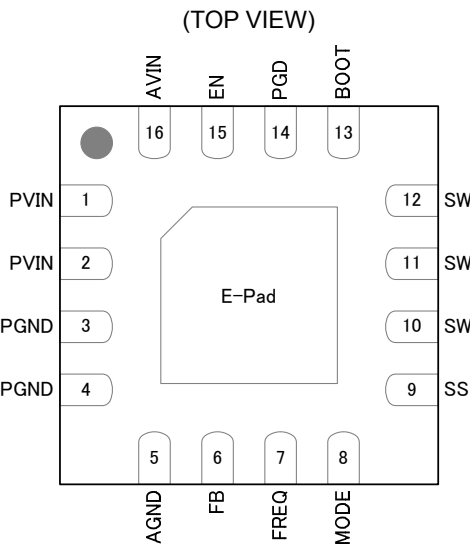 (TOP VIEW)
AVIN
EN
PGD
BOOT
16
15
14
13
PVIN 1
12 SW
PVIN 2
11 SW
E-Pad
PGND 3
10 SW
PGND 4
9 SS
5
6
7
8
AGND
FB
FREQ
MODE